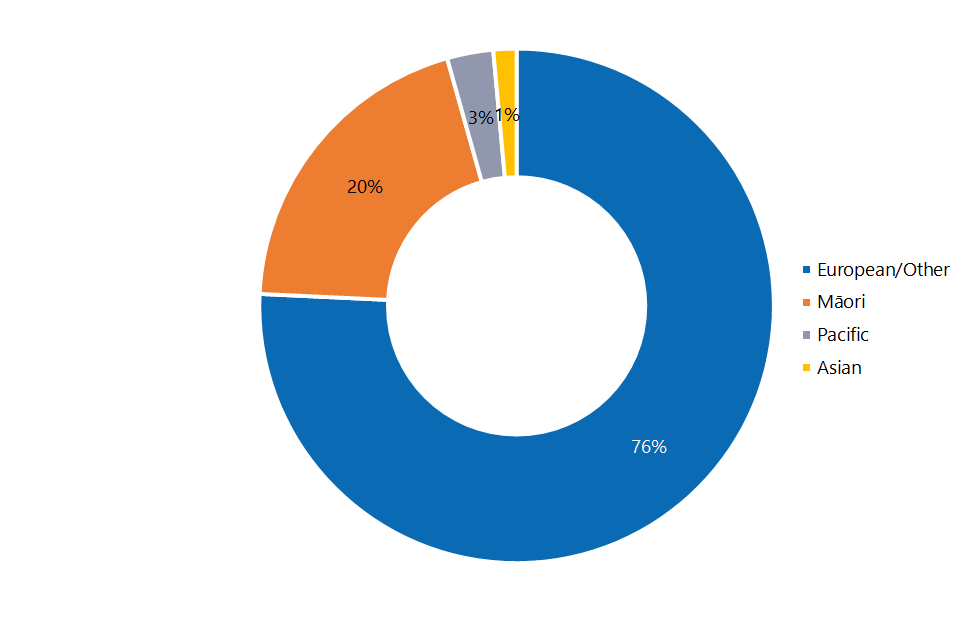 1%
3%
20%
76%
European/Other
Māori
Pacific
Asian